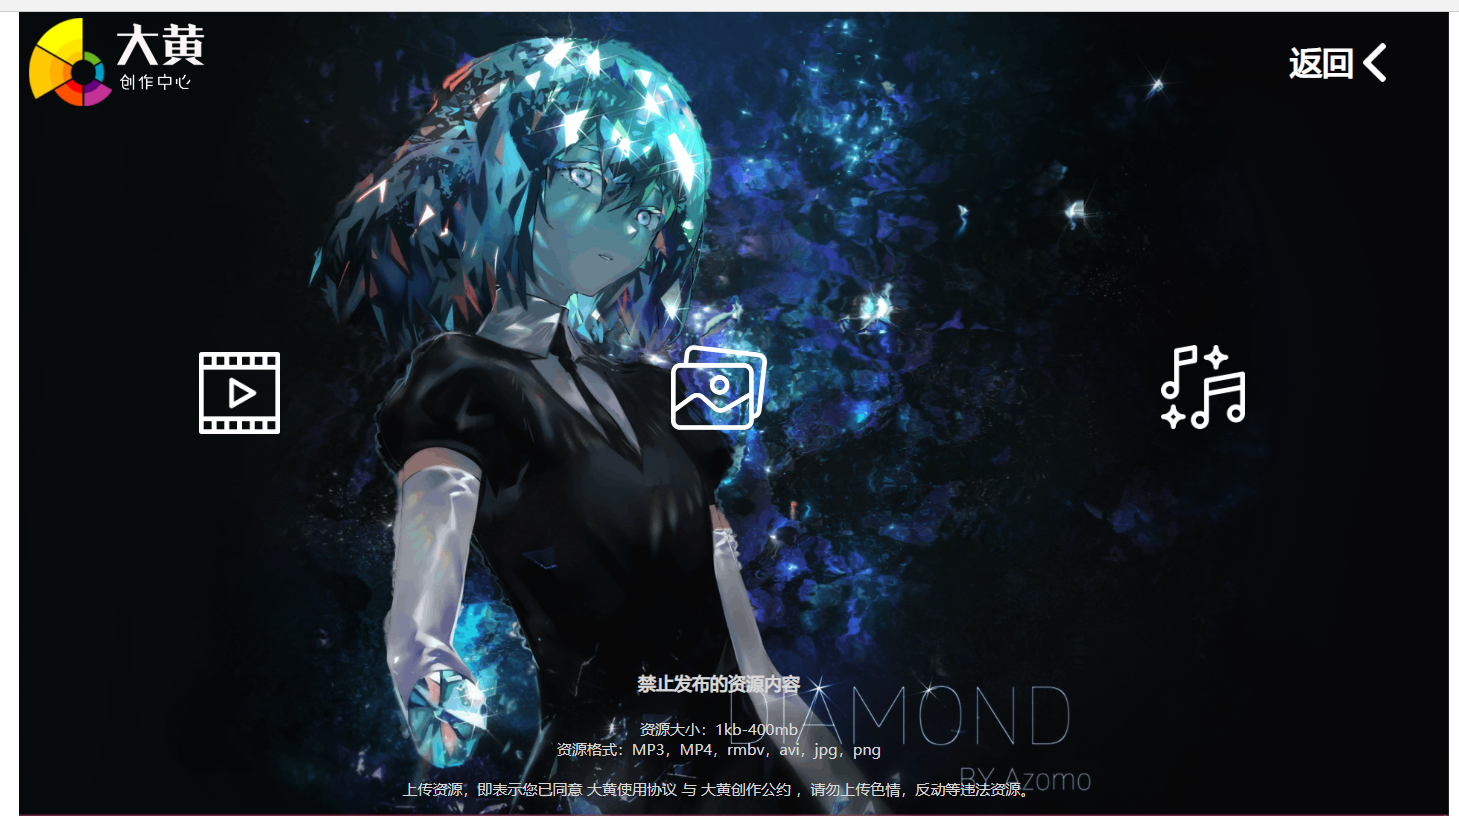 大黄
创作中心
返回
禁止发布的资源内容
资源大小：1kb-400mb
资源格式：MP3，MP4，rmbv，avi，jpg，png
DIAMOND
BY Azomo
上传资源，即表示您已同意 大黄使用协议 与 大黄创作公约 ，请勿上传色情，反动等违法资源。